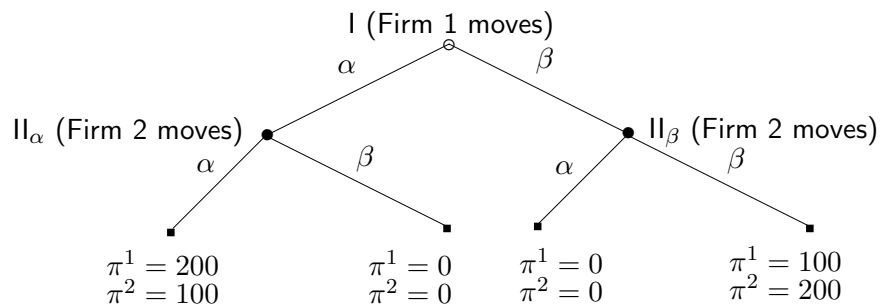 I (Firm 1 moves)
α
β
II_α (Firm 2 moves)
II_β (Firm 2 moves)
α
β
α
β
π¹ = 200
π² = 100
π¹ = 0
π² = 0
π¹ = 0
π² = 0
π¹ = 100
π² = 200